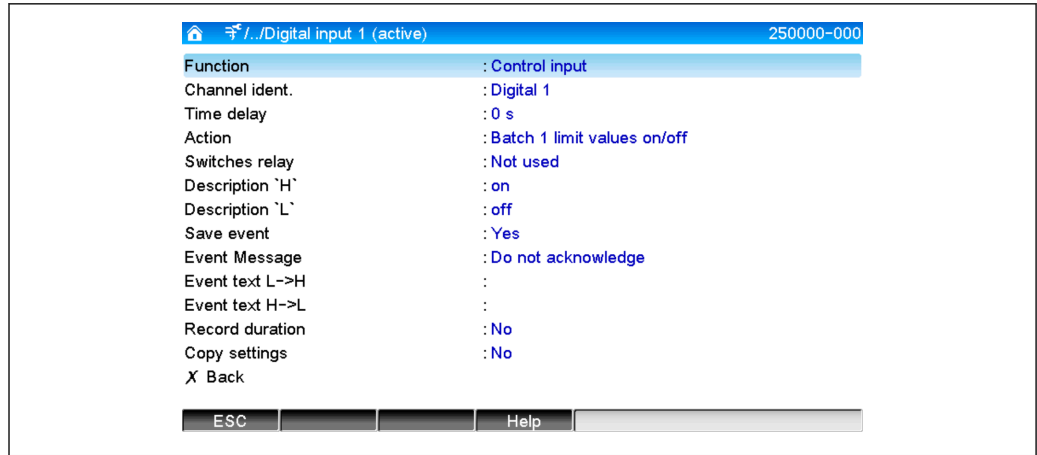 /../Digital input 1 (active) 250000-000
Function : Control input
Channel ident. : Digital 1
Time delay : 0 s
Action : Batch 1 limit values on/off
Switches relay : Not used
Description `H` : on
Description `L` : off
Save event : Yes
Event Message : Do not acknowledge
Event text L->H :
Event text H->L :
Record duration : No
Copy settings : No
X Back
ESC Help